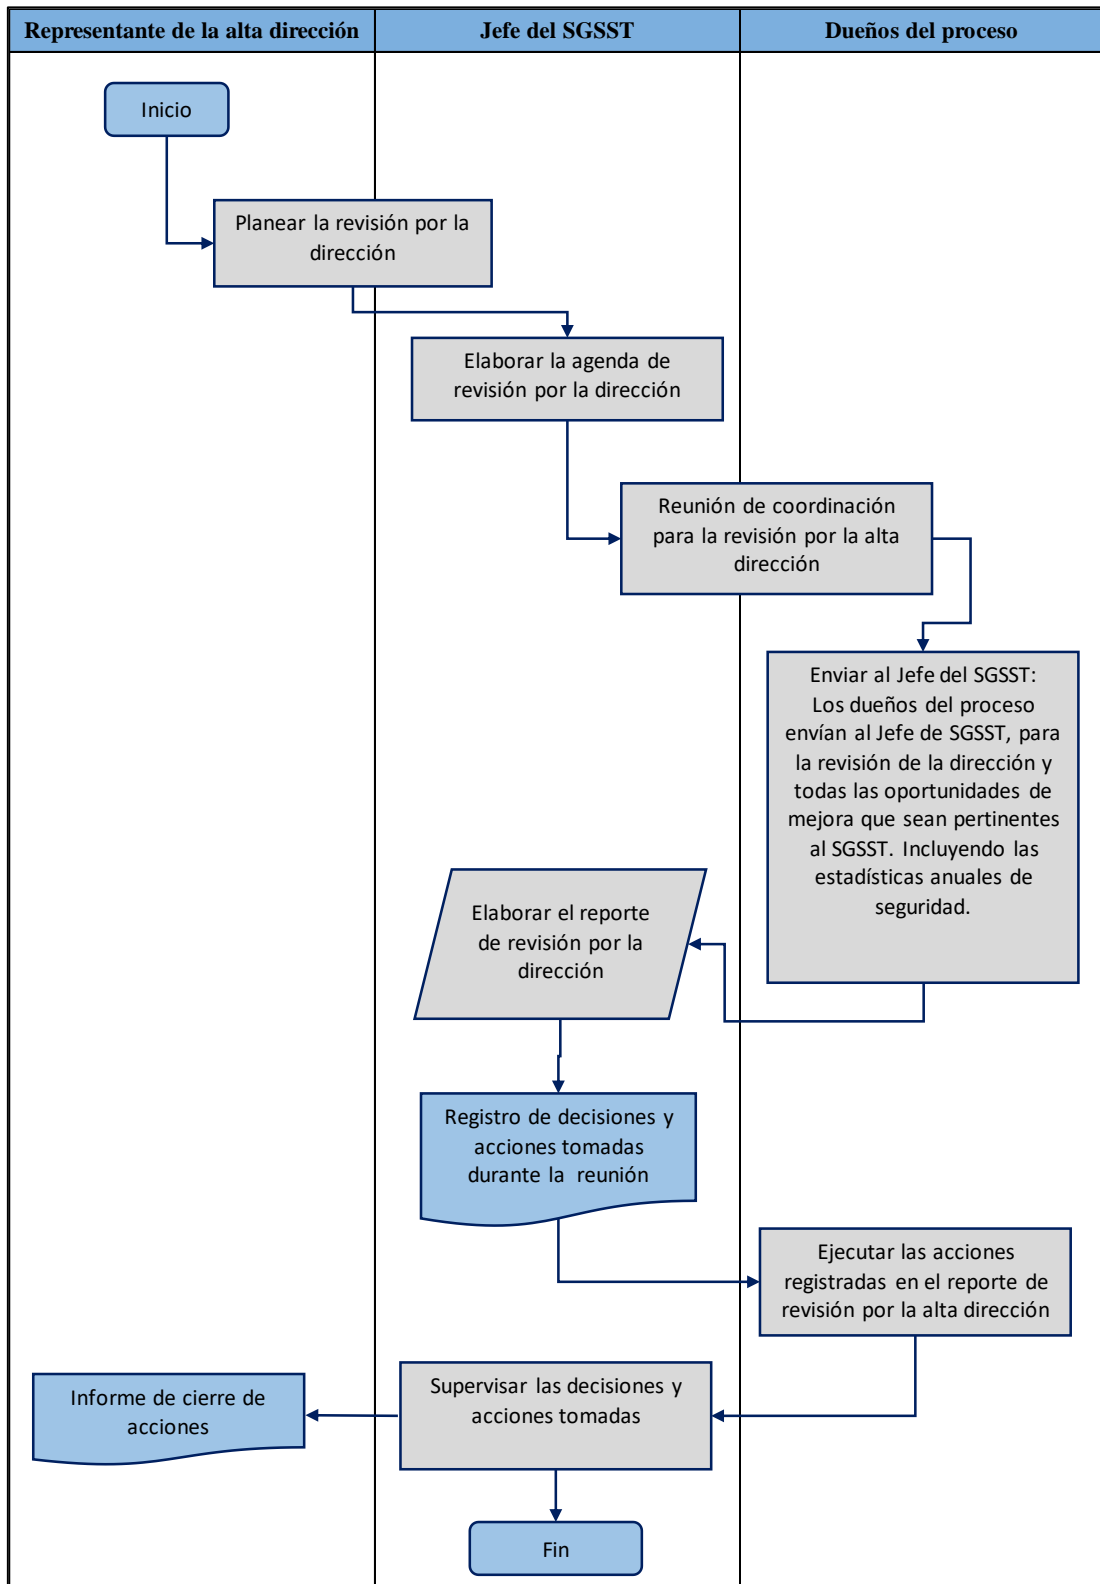 Representante de la alta dirección
Jefe del SGSST
Dueños del proceso
Inicio
Planear la revisión por la
dirección
Elaborar la agenda de
revisión por la dirección
Reunión de coordinación
para la revisión por la alta
dirección
Enviar al Jefe del SGSST:
Los dueños del proceso
envían al Jefe de SGSST, para
la revisión de la dirección y
todas las oportunidades de
mejora que sean pertinentes
al SGSST. Incluyendo las
estadísticas anuales de
seguridad.
Elaborar el reporte
de revisión por la
dirección
Registro de decisiones y
acciones tomadas
durante la reunión
Ejecutar las acciones
registradas en el reporte de
revisión por la alta dirección
Supervisar las decisiones y
acciones tomadas
Informe de cierre de
acciones
Fin